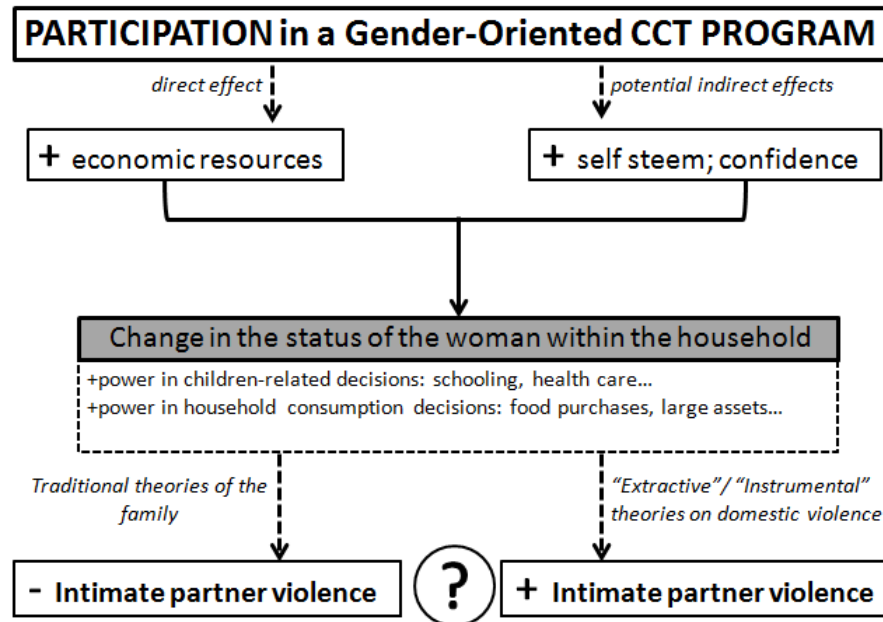 PARTICIPATION in a Gender-Oriented CCT PROGRAM
direct effect
potential indirect effects
+ economic resources
+ self steem; confidence
Change in the status of the woman within the household
+power in children-related decisions: schooling, health care…
+power in household consumption decisions: food purchases, large assets…
Traditional theories of the
family
“Extractive”/ “Instrumental”
theories on domestic violence
- Intimate partner violence
?
+ Intimate partner violence